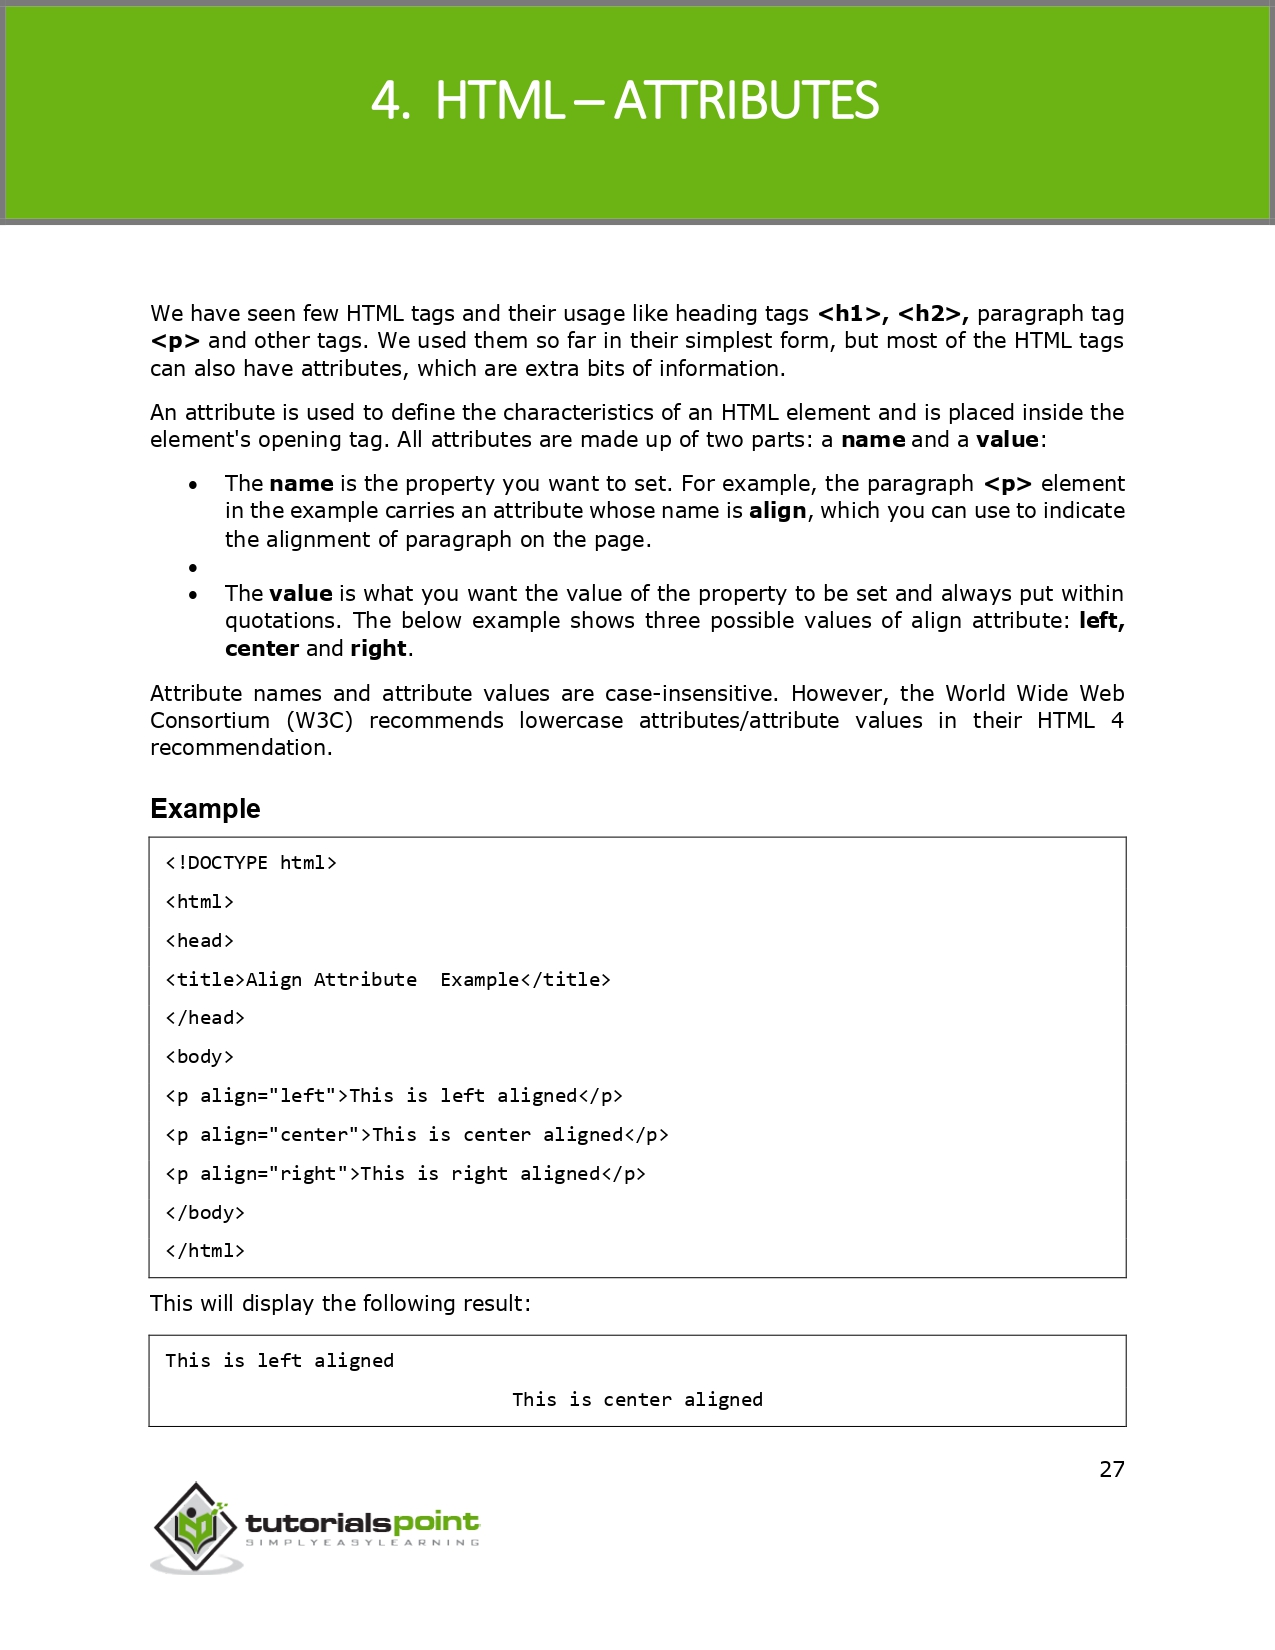 4. HTML – ATTRIBUTES
We have seen few HTML tags and their usage like heading tags <h1>, <h2>, paragraph tag
<p> and other tags. We used them so far in their simplest form, but most of the HTML tags
can also have attributes, which are extra bits of information.
An attribute is used to define the characteristics of an HTML element and is placed inside the
element's opening tag. All attributes are made up of two parts: a name and a value:
• The name is the property you want to set. For example, the paragraph <p> element
in the example carries an attribute whose name is align, which you can use to indicate
the alignment of paragraph on the page.
•
• The value is what you want the value of the property to be set and always put within
quotations. The below example shows three possible values of align attribute: left,
center and right.
Attribute names and attribute values are case-insensitive. However, the World Wide Web
Consortium (W3C) recommends lowercase attributes/attribute values in their HTML 4
recommendation.
Example
<!DOCTYPE html>
<html>
<head>
<title>Align Attribute  Example</title>
</head>
<body>
<p align="left">This is left aligned</p>
<p align="center">This is center aligned</p>
<p align="right">This is right aligned</p>
</body>
</html>
This will display the following result:
This is left aligned
This is center aligned
27
tutorialspoint
SIMPLYEASYLEARNING